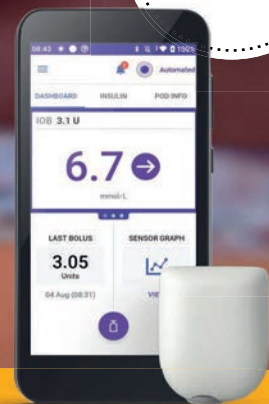 08:43 100%
Automated
DASHBOARD INSULIN POD INFO
IOB 3.1 U
6.7
mmol/L
LAST BOLUS SENSOR GRAPH
3.05
Units
04 Aug (08:31) VIE